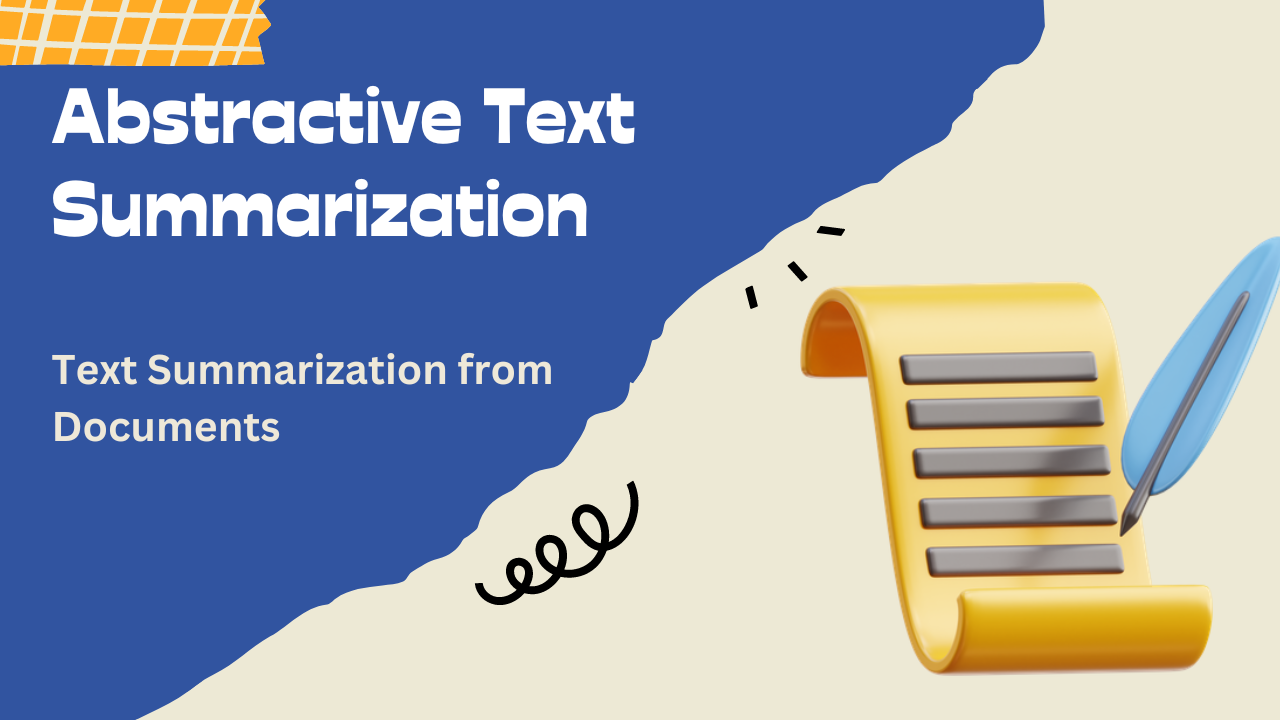 Abstractive Text
Summarization
Text Summarization from
Documents